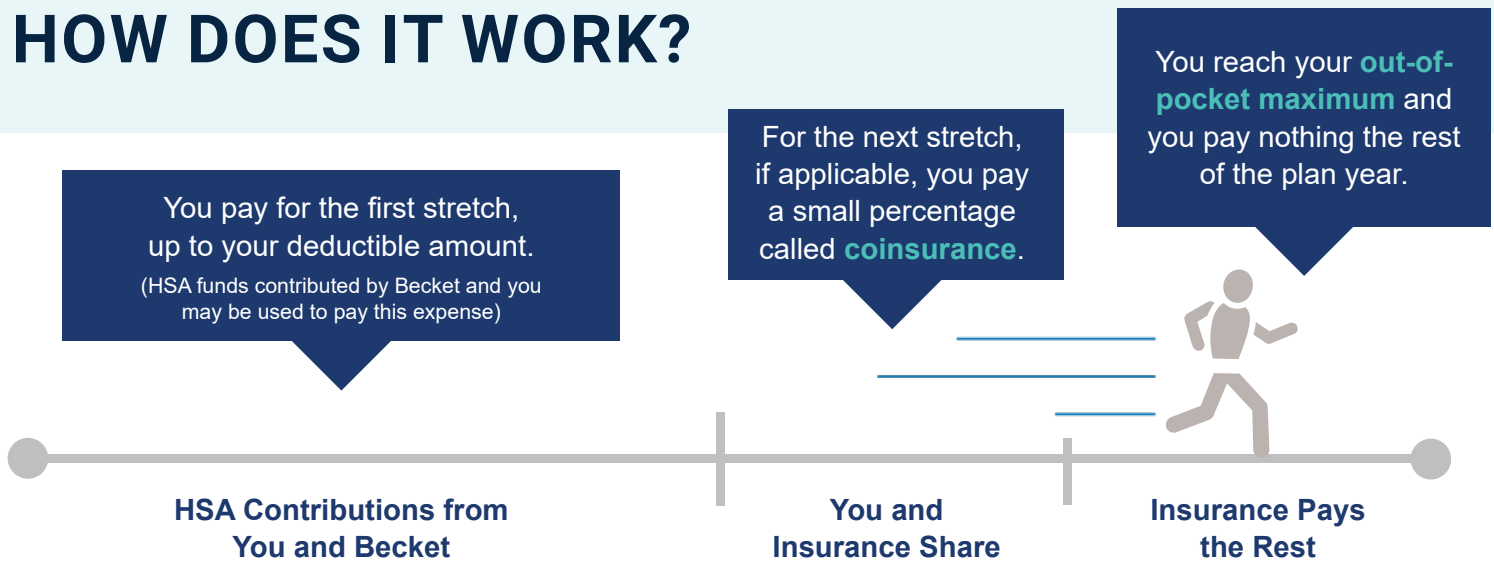 HOW DOES IT WORK?
You pay for the first stretch,
up to your deductible amount.
(HSA funds contributed by Becket and you
may be used to pay this expense)
For the next stretch,
if applicable, you pay
a small percentage
called coinsurance.
You reach your out-of-
pocket maximum and
you pay nothing the rest
of the plan year.
HSA Contributions from
You and Becket
You and
Insurance Share
Insurance Pays
the Rest